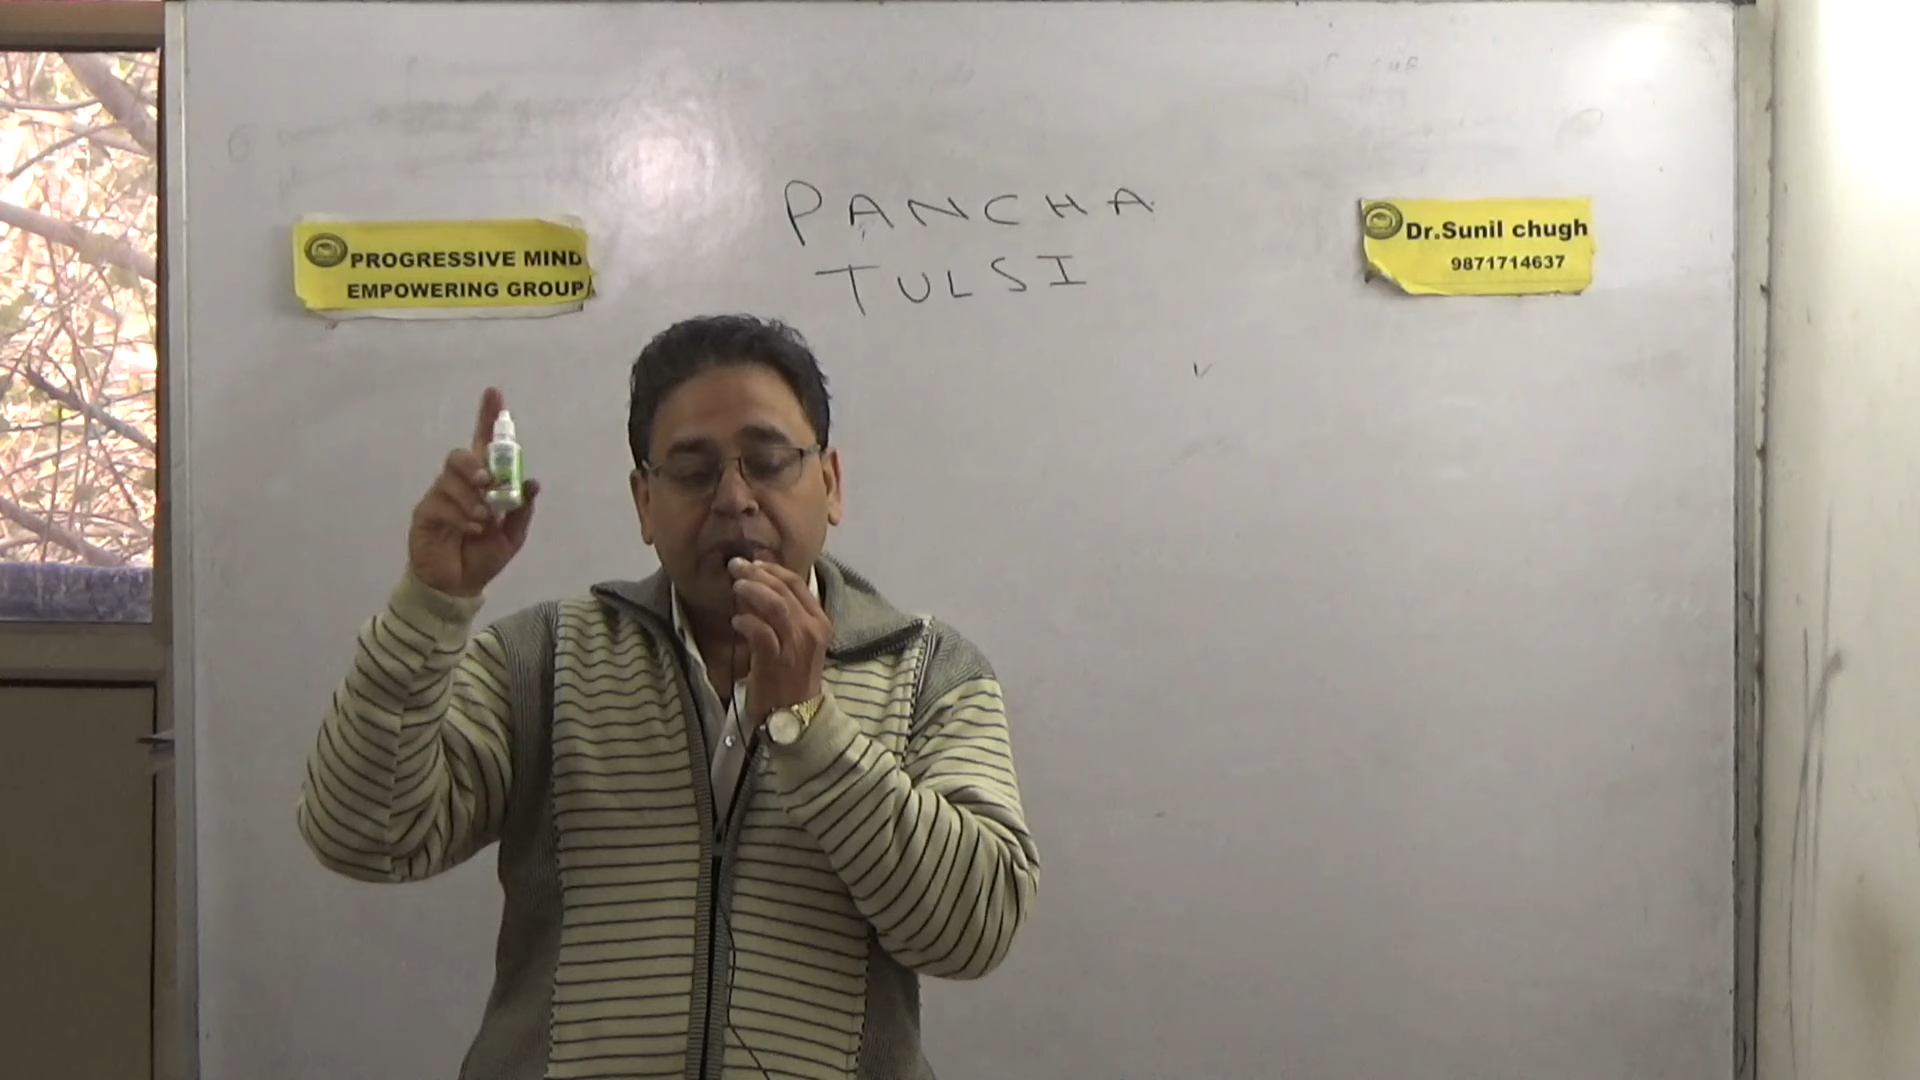 PANCHA
TULSI
PROGRESSIVE MIND
EMPOWERING GROUP
Dr.Sunil chugh
9871714637